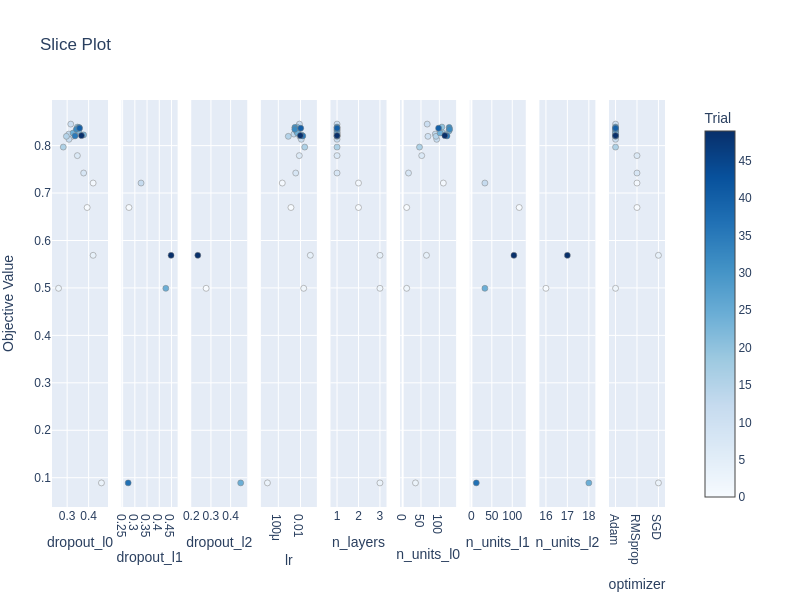 Slice Plot
Trial
Objective Value
0.8
0.7
0.6
0.5
0.4
0.3
0.2
0.1
0.3 0.4
dropout_l0
0.25 0.3 0.35 0.4 0.45
dropout_l1
0.2 0.3 0.4
dropout_l2
100μ 0.01
lr
1 2 3
n_layers
0 50 100
n_units_l0
0 50 100
n_units_l1
16 17 18
n_units_l2
Adam RMSprop SGD
optimizer
45
40
35
30
25
20
15
10
5
0